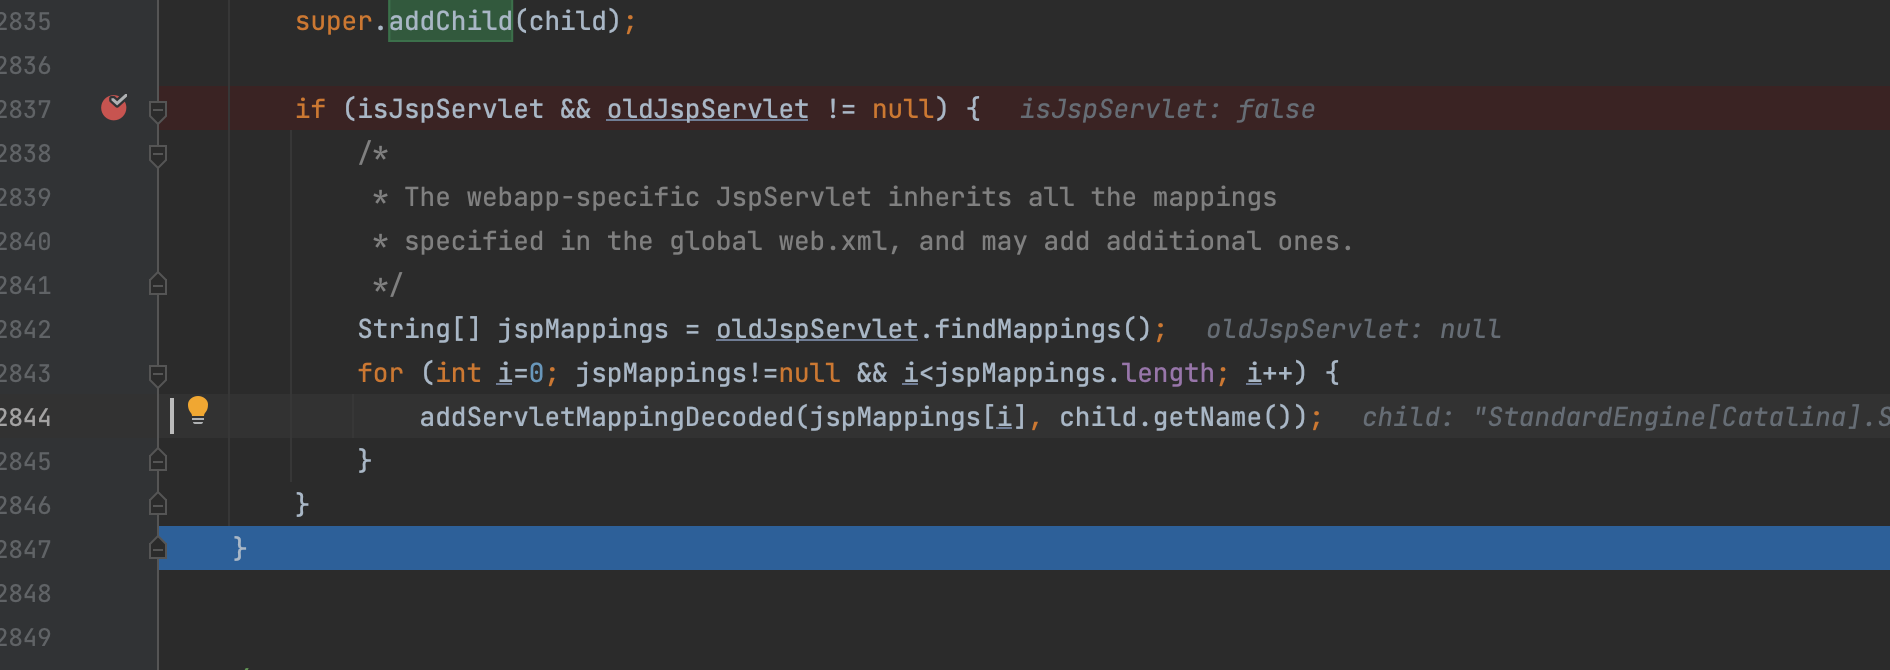 2835 super.addChild(child);
2836
2837 if (isJspServlet && oldJspServlet != null) { isJspServlet: false
2838 /*
2839 * The webapp-specific JspServlet inherits all the mappings
2840 * specified in the global web.xml, and may add additional ones.
2841 */
2842 String[] jspMappings = oldJspServlet.findMappings(); oldJspServlet: null
2843 for (int i=0; jspMappings!=null && i<jspMappings.length; i++) {
2844 addServletMappingDecoded(jspMappings[i], child.getName()); child: "StandardEngine[Catalina].S
2845 }
2846 }
2847 }
2848
2849